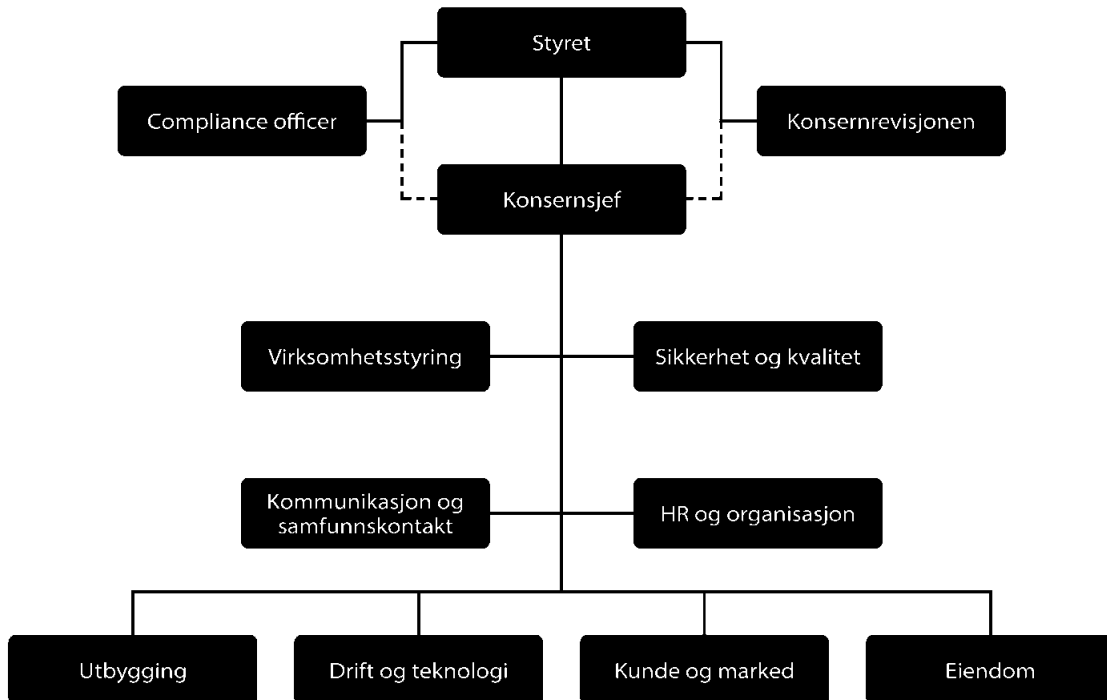 Styret
Compliance officer
Konsernrevisjonen
Konsernsjef
Virksomhetsstyring
Sikkerhet og kvalitet
Kommunikasjon og
samfunnskontakt
HR og organisasjon
Utbygging
Drift og teknologi
Kunde og marked
Eiendom